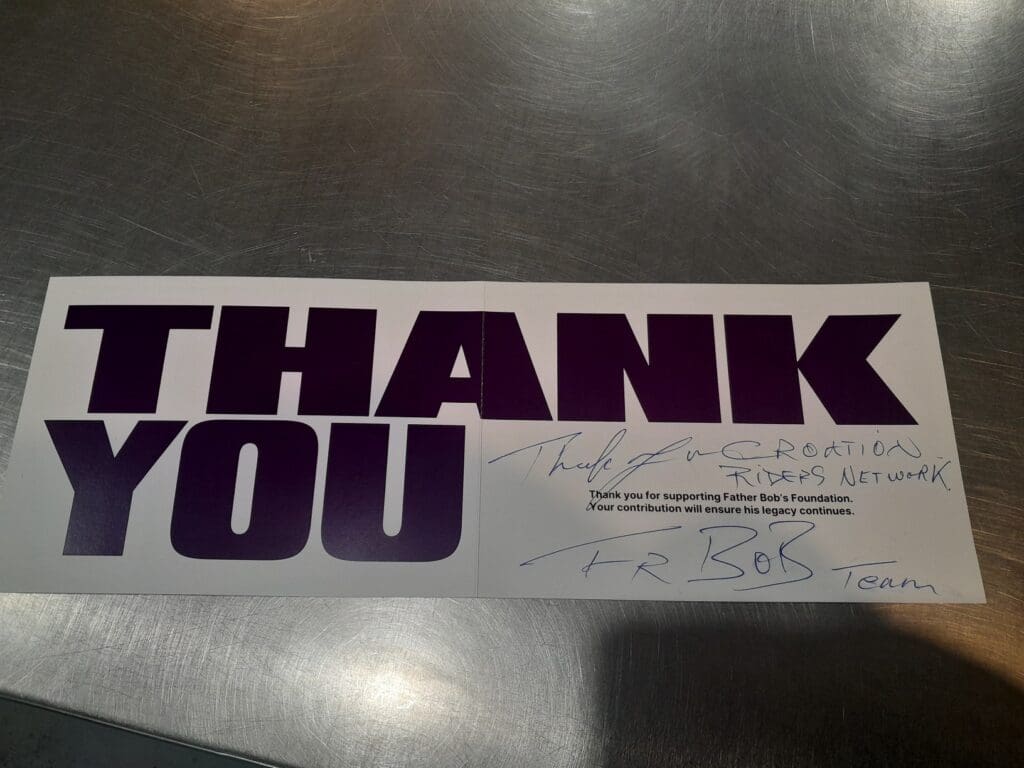 THANK
YOU
Thank you CROATION
RIDERS NETWORK
Thank you for supporting Father Bob's Foundation.
Your contribution will ensure his legacy continues.
FR BOB Team